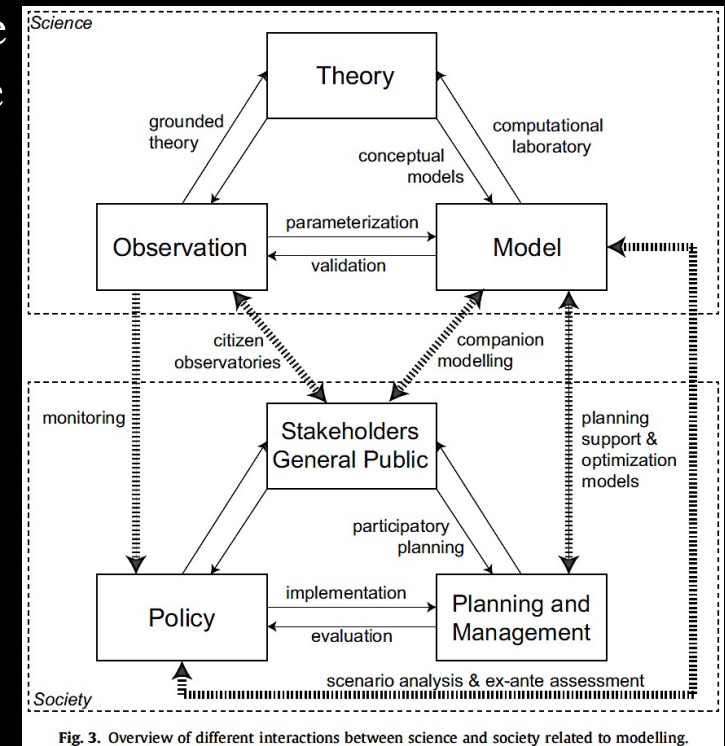 e
Science
Theory
grounded
theory
computational
laboratory
conceptual
models
Observation
parameterization
validation
Model
citizen
observatories
companion
modelling
monitoring
Stakeholders
General Public
planning
support &
optimization
models
participatory
planning
Policy
implementation
evaluation
Planning and
Management
scenario analysis & ex-ante assessment
Society
Fig. 3. Overview of different interactions between science and society related to modelling.